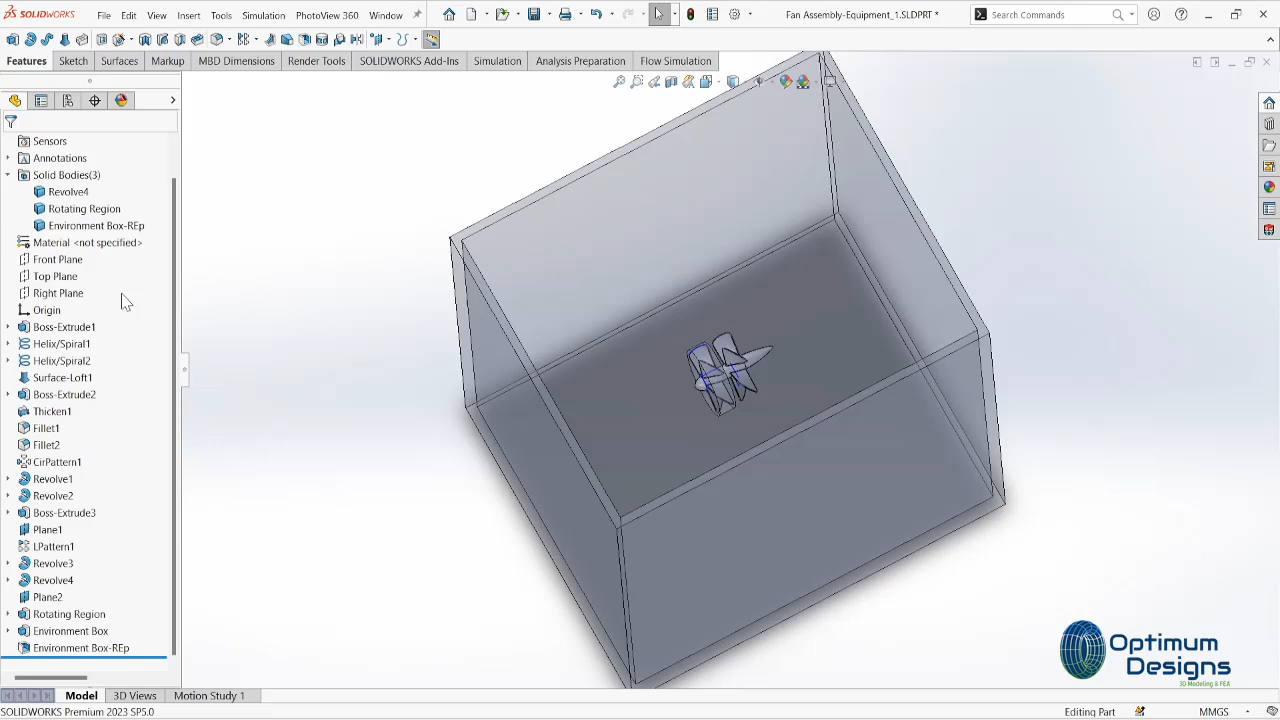 SOLIDWORKS File Edit View Insert Tools Simulation PhotoView 360 Window Fan Assembly-Equipment_1.SLDPRT * Search Commands
Features Sketch Surfaces Markup MBD Dimensions Render Tools SOLIDWORKS Add-Ins Simulation Analysis Preparation Flow Simulation
Sensors
Annotations
Solid Bodies(3)
Revolve4
Rotating Region
Environment Box-REp
Material <not specified>
Front Plane
Top Plane
Right Plane
Origin
Boss-Extrude1
Helix/Spiral1
Helix/Spiral2
Surface-Loft1
Boss-Extrude2
Thicken1
Fillet1
Fillet2
CirPattern1
Revolve1
Revolve2
Boss-Extrude3
Plane1
LPattern1
Revolve3
Revolve4
Plane2
Rotating Region
Environment Box
Environment Box-REp
Optimum
Designs
3D Modeling & FEA
Model 3D Views Motion Study 1
SOLIDWORKS Premium 2023 SP5.0 Editing Part MMGS